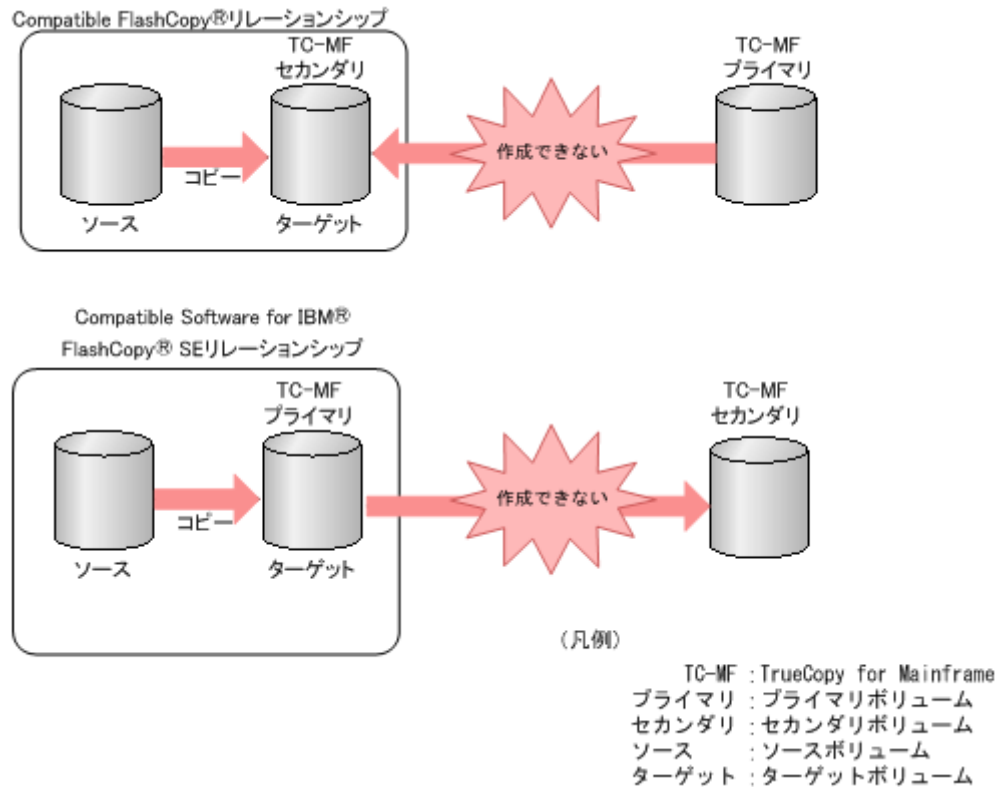 Compatible FlashCopy®リレーションシップ
TC-MF
セカンダリ
TC-MF
プライマリ
作成できない
コピー
ソース
ターゲット
Compatible Software for IBM®
FlashCopy® SEリレーションシップ
TC-MF
プライマリ
TC-MF
セカンダリ
作成できない
コピー
ソース
ターゲット
(凡例)
TC-MF :TrueCopy for Mainframe
プライマリ :プライマリボリューム
セカンダリ :セカンダリボリューム
ソース :ソースボリューム
ターゲット :ターゲットボリューム